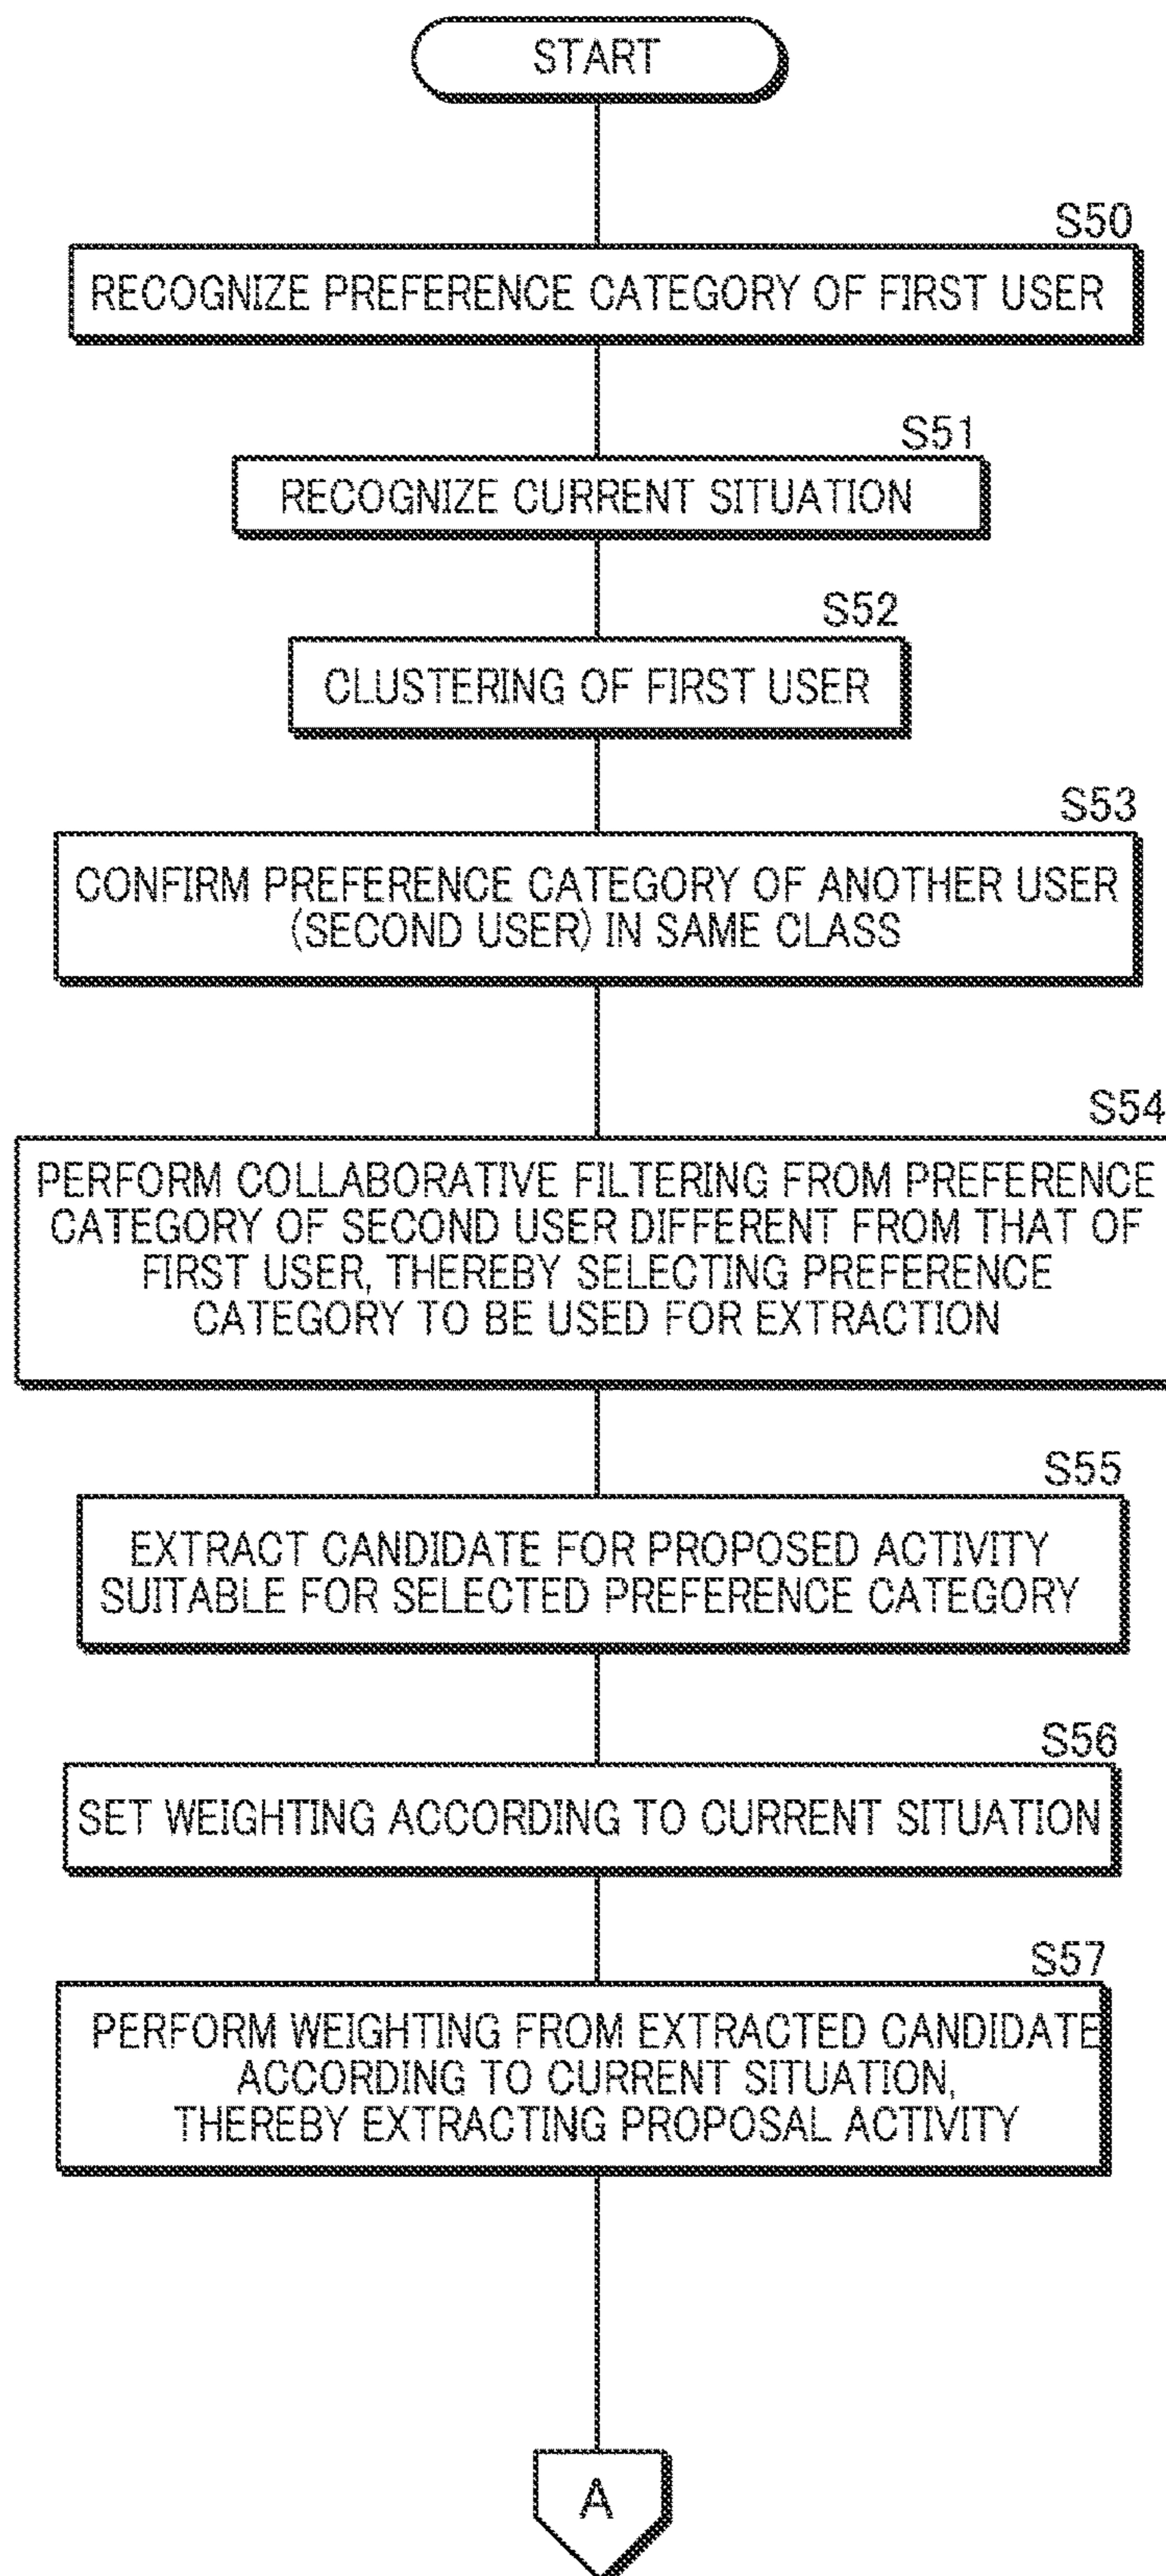 START
S50
RECOGNIZE PREFERENCE CATEGORY OF FIRST USER
S51
RECOGNIZE CURRENT SITUATION
S52
CLUSTERING OF FIRST USER
S53
CONFIRM PREFERENCE CATEGORY OF ANOTHER USER
(SECOND USER) IN SAME CLASS
S54
PERFORM COLLABORATIVE FILTERING FROM PREFERENCE
CATEGORY OF SECOND USER DIFFERENT FROM THAT OF
FIRST USER, THEREBY SELECTING PREFERENCE
CATEGORY TO BE USED FOR EXTRACTION
S55
EXTRACT CANDIDATE FOR PROPOSED ACTIVITY
SUITABLE FOR SELECTED PREFERENCE CATEGORY
S56
SET WEIGHTING ACCORDING TO CURRENT SITUATION
S57
PERFORM WEIGHTING FROM EXTRACTED CANDIDATE
ACCORDING TO CURRENT SITUATION,
THEREBY EXTRACTING PROPOSAL ACTIVITY
A